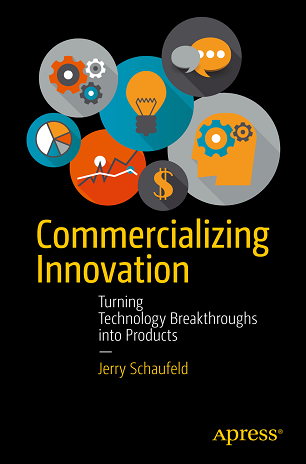 $
Commercializing
Innovation
Turning
Technology Breakthroughs
into Products
—
Jerry Schaufeld
Apress®